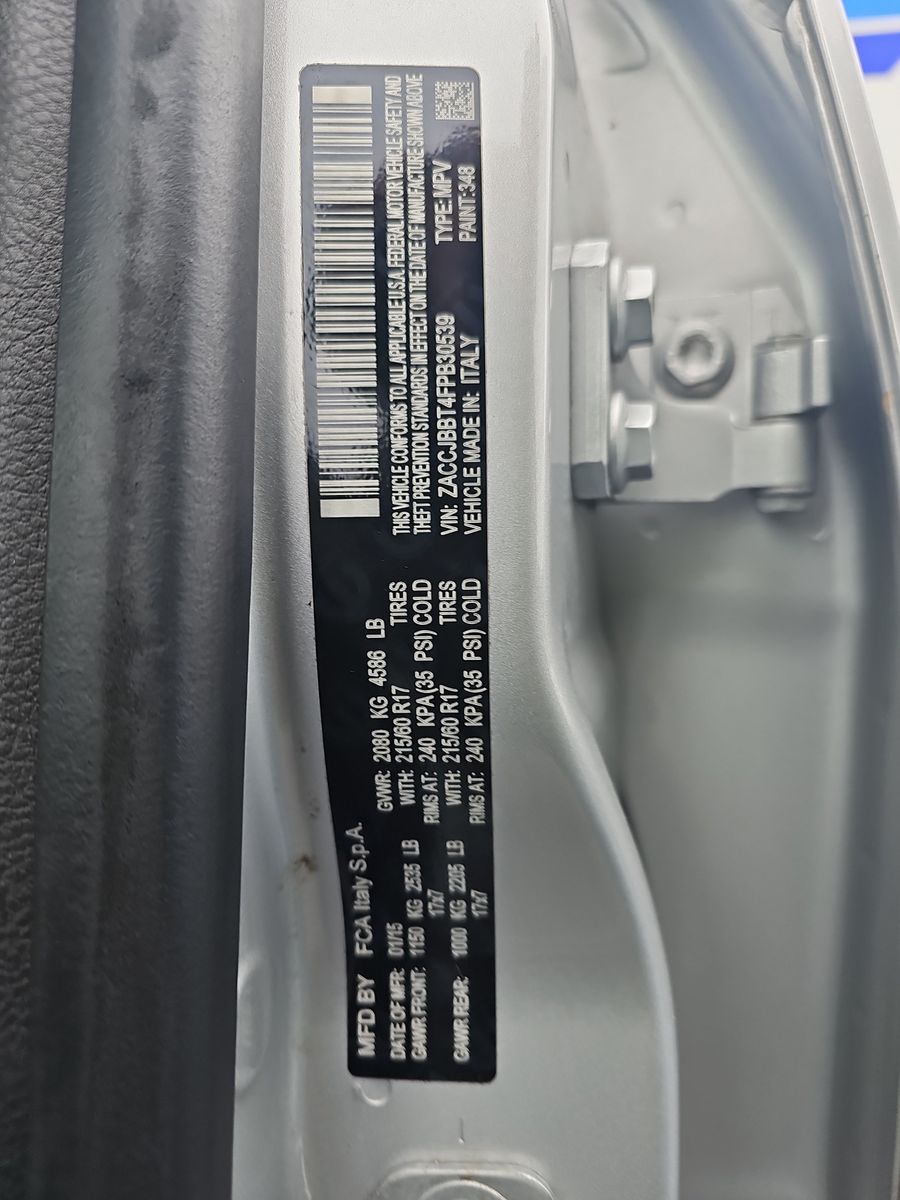 MFD BY FCA Italy S.p.A.
DATE OF MFR: 01/15 GVWR: 2080 KG 4586 LB
GAWR FRONT: 1150 KG 2535 LB WITH: 215/60 R17 TIRES
17x7 RIMS AT: 240 KPA(35 PSI) COLD
GAWR REAR: 1000 KG 2205 LB WITH: 215/60 R17 TIRES
17x7 RIMS AT: 240 KPA(35 PSI) COLD
THIS VEHICLE CONFORMS TO ALL APPLICABLE U.S.A. FEDERAL MOTOR VEHICLE SAFETY AND
THEFT PREVENTION STANDARDS IN EFFECT ON THE DATE OF MANUFACTURE SHOWN ABOVE
VIN: ZACCJBBT4FPB30539 TYPE:MPV
VEHICLE MADE IN: ITALY PAINT:348